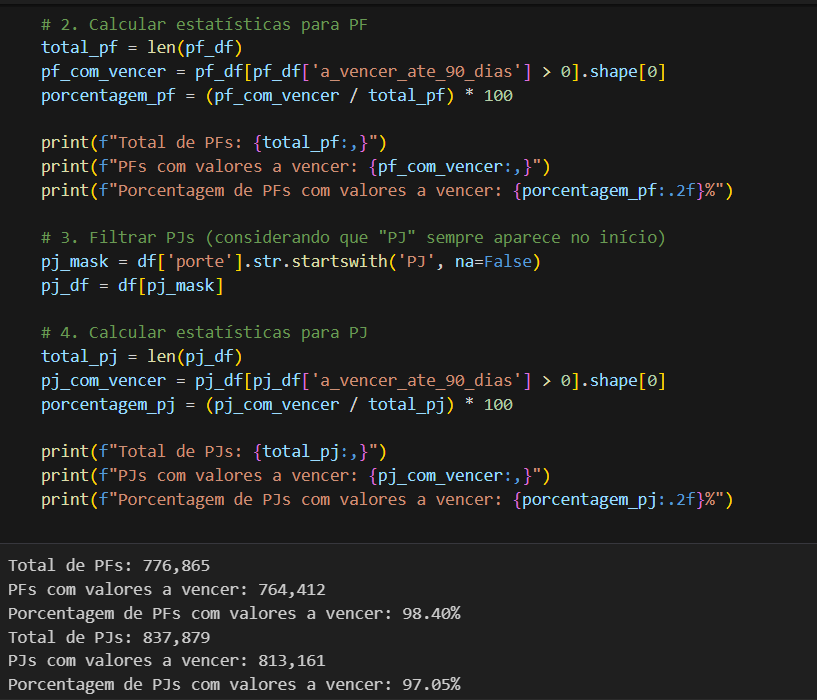 # 2. Calcular estatísticas para PF
total_pf = len(pf_df)
pf_com_vencer = pf_df[pf_df['a_vencer_ate_90_dias'] > 0].shape[0]
porcentagem_pf = (pf_com_vencer / total_pf) * 100
print(f"Total de PFs: {total_pf:,}")
print(f"PFs com valores a vencer: {pf_com_vencer:,}")
print(f"Porcentagem de PFs com valores a vencer: {porcentagem_pf:.2f}%")
# 3. Filtrar PJs (considerando que "PJ" sempre aparece no início)
pj_mask = df['porte'].str.startswith('PJ', na=False)
pj_df = df[pj_mask]
# 4. Calcular estatísticas para PJ
total_pj = len(pj_df)
pj_com_vencer = pj_df[pj_df['a_vencer_ate_90_dias'] > 0].shape[0]
porcentagem_pj = (pj_com_vencer / total_pj) * 100
print(f"Total de PJs: {total_pj:,}")
print(f"PJs com valores a vencer: {pj_com_vencer:,}")
print(f"Porcentagem de PJs com valores a vencer: {porcentagem_pj:.2f}%")
Total de PFs: 776,865
PFs com valores a vencer: 764,412
Porcentagem de PFs com valores a vencer: 98.40%
Total de PJs: 837,879
PJs com valores a vencer: 813,161
Porcentagem de PJs com valores a vencer: 97.05%